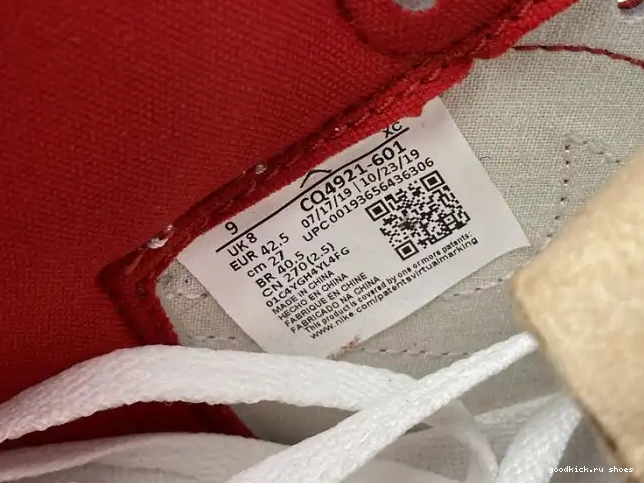 XC
9
CQ4921-601
UK 8
07/17/19 | 10/23/19
EUR 42,5
UPC 00193656436306
cm 27
BR 40,5
CN 270(2.5)
01C4YGH4YL4FG
MADE IN CHINA
HECHO EN CHINA
FABRIQUE EN CHINE
FABRICADO NA CHINA
This product is covered by one or more patents:
www.nike.com/patentsvirtualmarking
goodkick.ru shoes